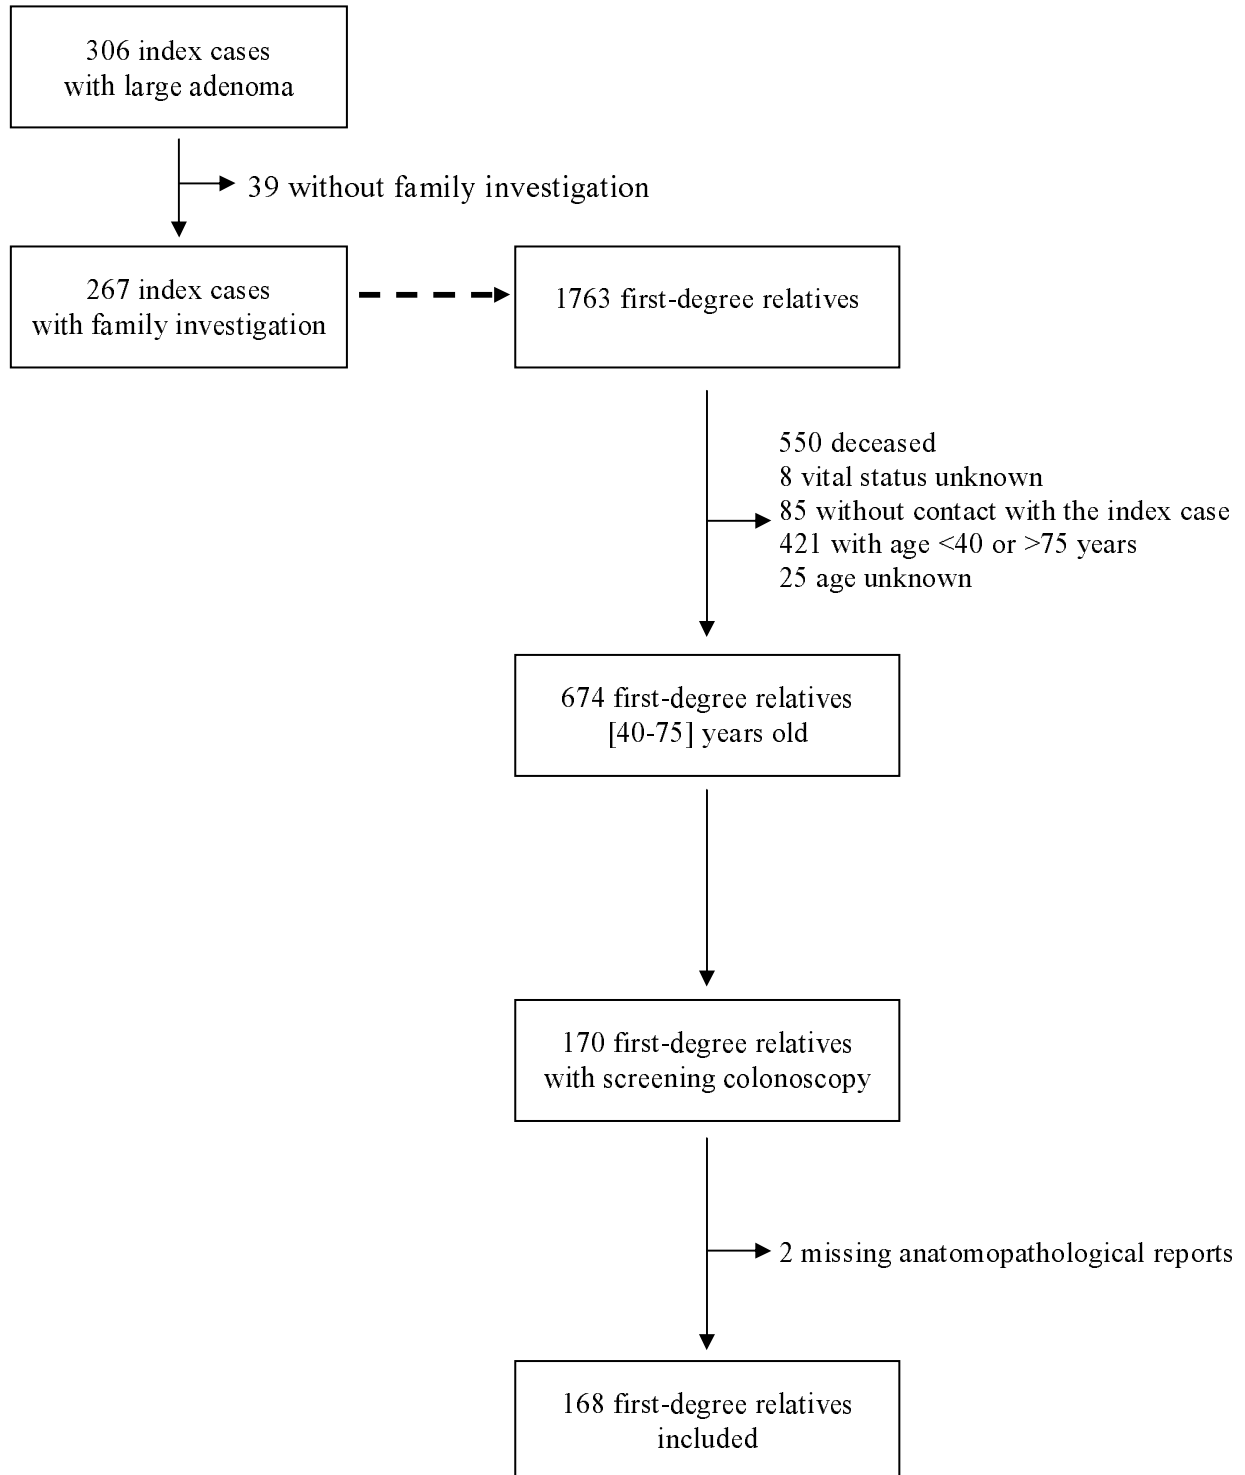 306 index cases
with large adenoma
39 without family investigation
267 index cases
with family investigation
1763 first-degree relatives
550 deceased
8 vital status unknown
85 without contact with the index case
421 with age <40 or >75 years
25 age unknown
674 first-degree relatives
[40-75] years old
170 first-degree relatives
with screening colonoscopy
2 missing anatomopathological reports
168 first-degree relatives
included